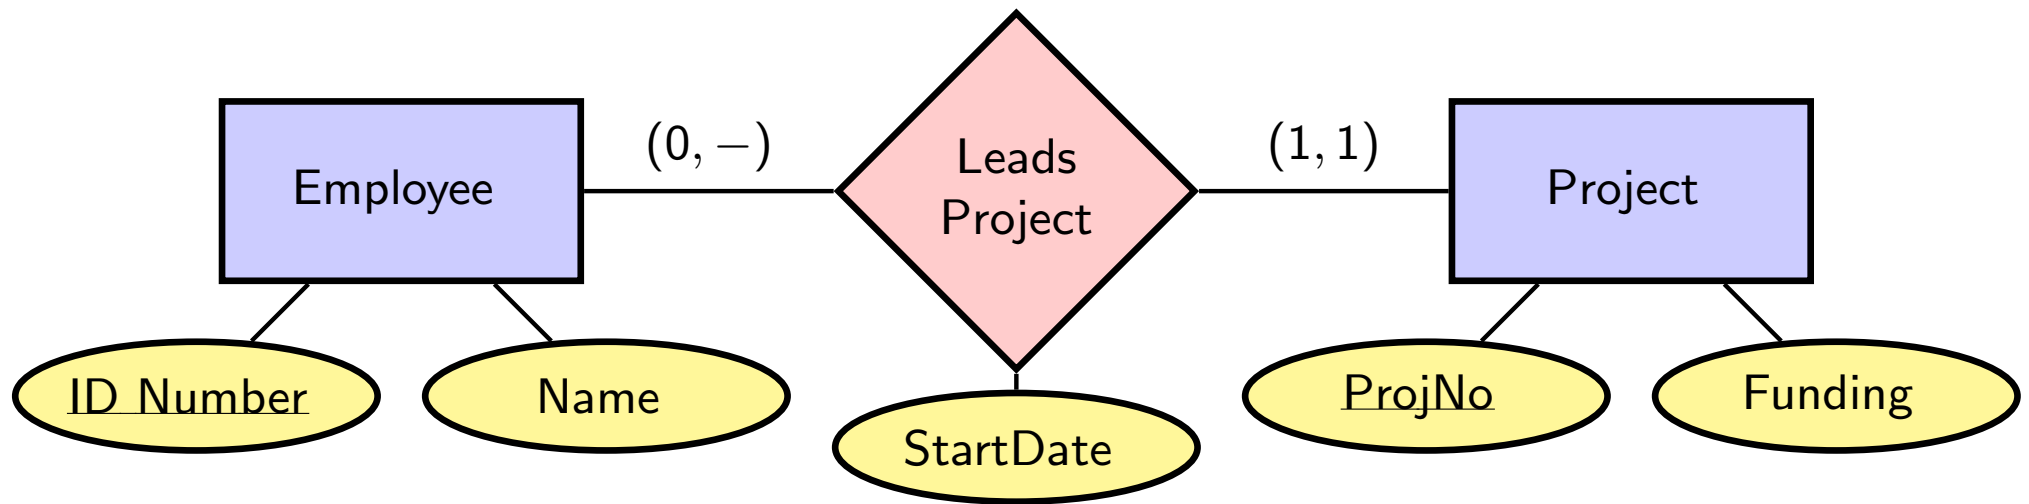 Employee
(0, −)
Leads
Project
(1, 1)
Project
ID Number
Name
StartDate
ProjNo
Funding